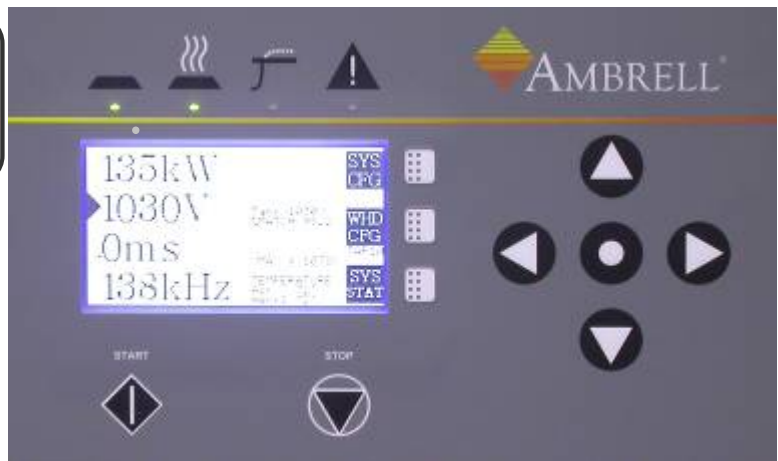 AMBRELL
135kW
SYS
CFG
1030V
WHD
CFG
0ms
138kHz
SYS
STAT
START
STOP